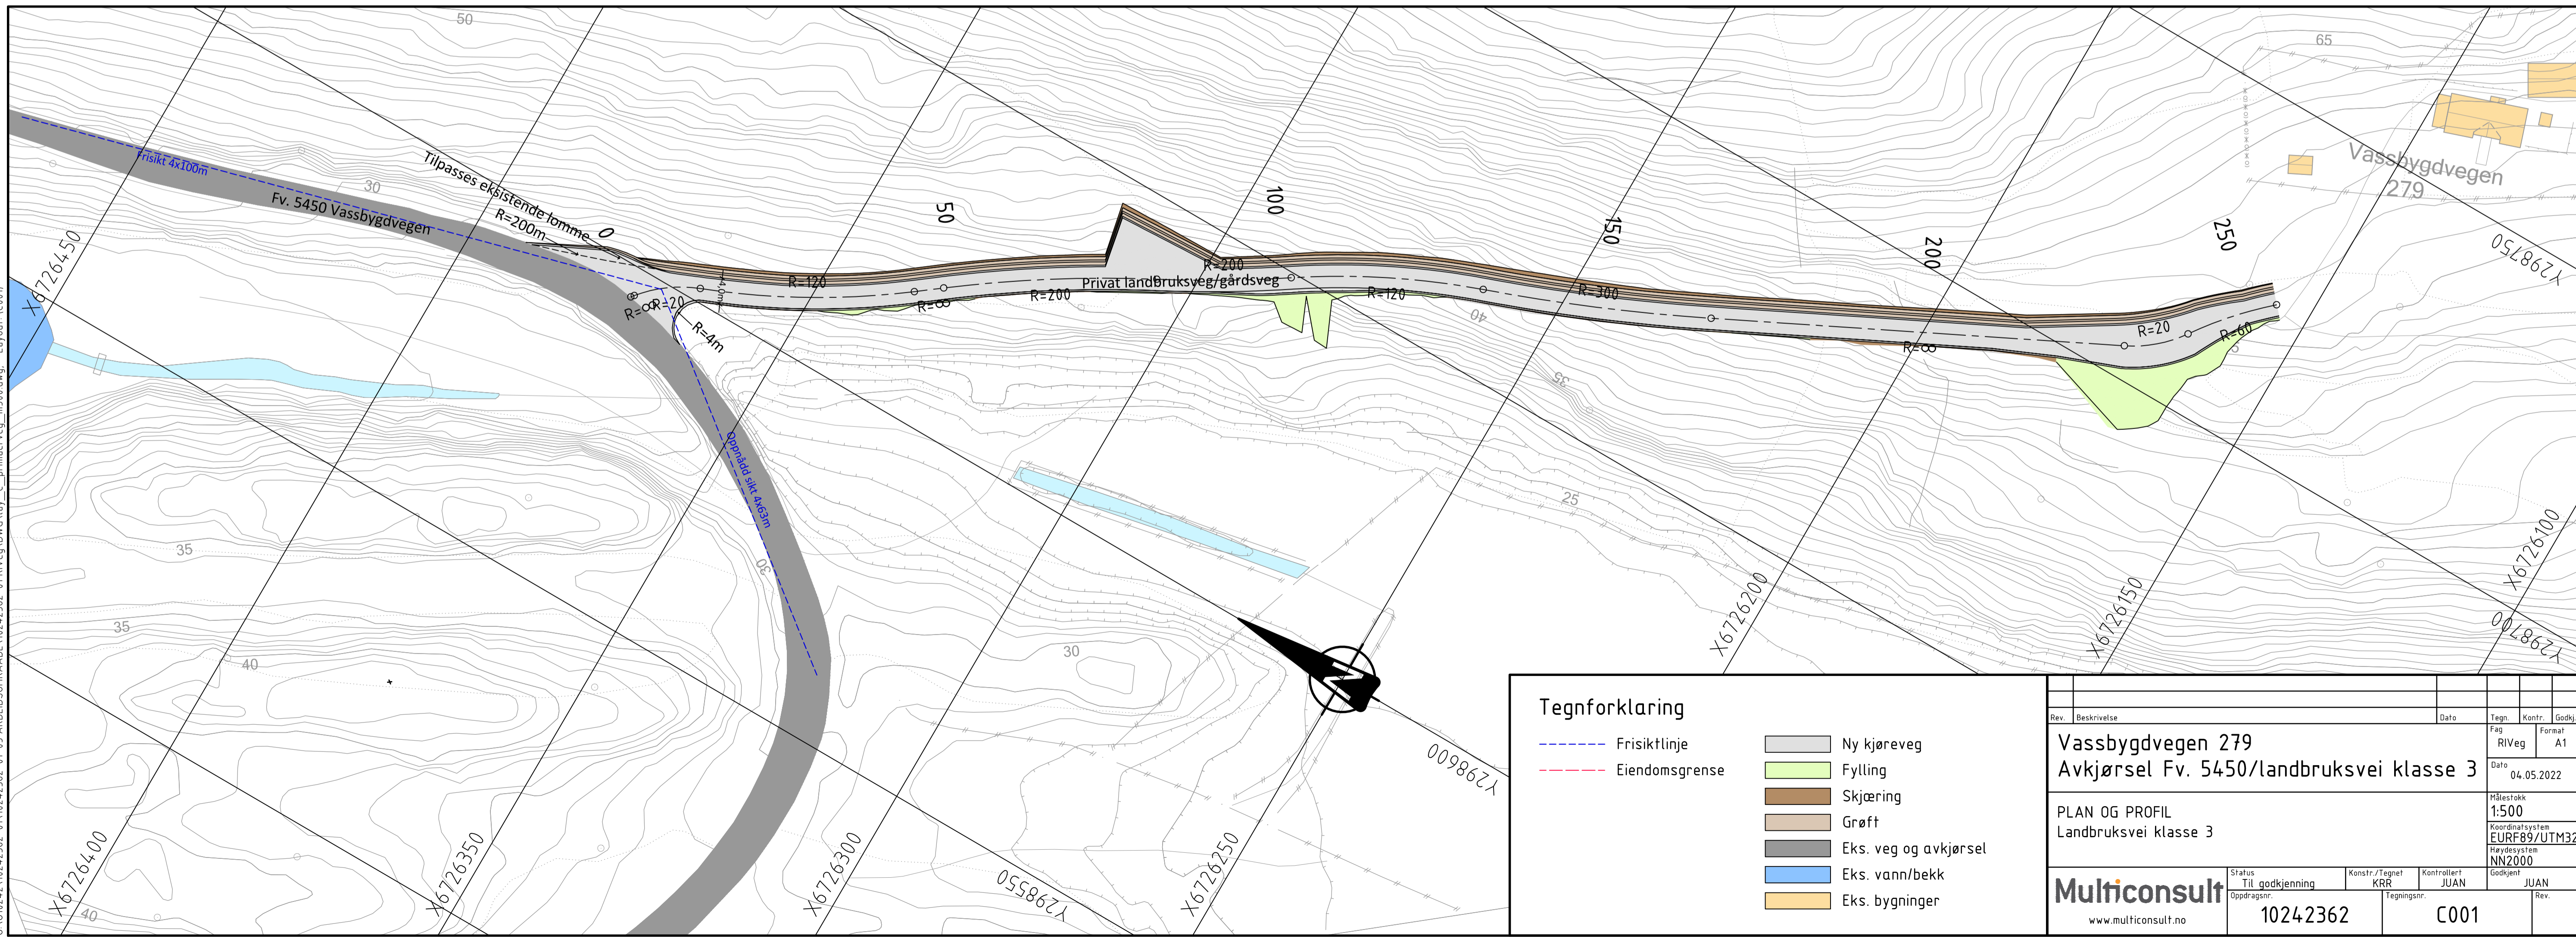 50
65
Vassbygdvegen
279
Y298750
Frisikt 4x100m
30
Fv. 5450 Vassbygdvegen
Tilpasses eksistende lomme
R=200m
0
50
100
150
200
250
X6726450
R=120
R=200
Privat landbruksveg/gårdsveg
R=200
R=120
R=300
R=20
R=60
R=∞
R=20
R=∞
R=∞
4.0m
R=4m
40
35
25
Oppnådd sikt 4x63m
30
35
35
40
30
40
X6726400
X6726350
X6726300
X6726250
X6726200
X6726150
X6726100
Y298550
Y298600
Y298700
N
Tegnforklaring
Frisiktlinje
Eiendomsgrense
Ny kjøreveg
Fylling
Skjæring
Grøft
Eks. veg og avkjørsel
Eks. vann/bekk
Eks. bygninger
Rev. Beskrivelse Dato Tegn. Kontr. Godkj.
Vassbygdvegen 279
Avkjørsel Fv. 5450/landbruksvei klasse 3
Fag
RIVeg
Format
A1
Dato
04.05.2022
PLAN OG PROFIL
Landbruksvei klasse 3
Målestokk
1:500
Koordinatsystem
EURF89/UTM32
Høydesystem
NN2000
Multiconsult
www.multiconsult.no
Status
Til godkjenning
Konstr./Tegnet
KRR
Kontrollert
JUAN
Godkjent
JUAN
Oppdragsnr.
10242362
Tegningsnr.
C001
Rev.